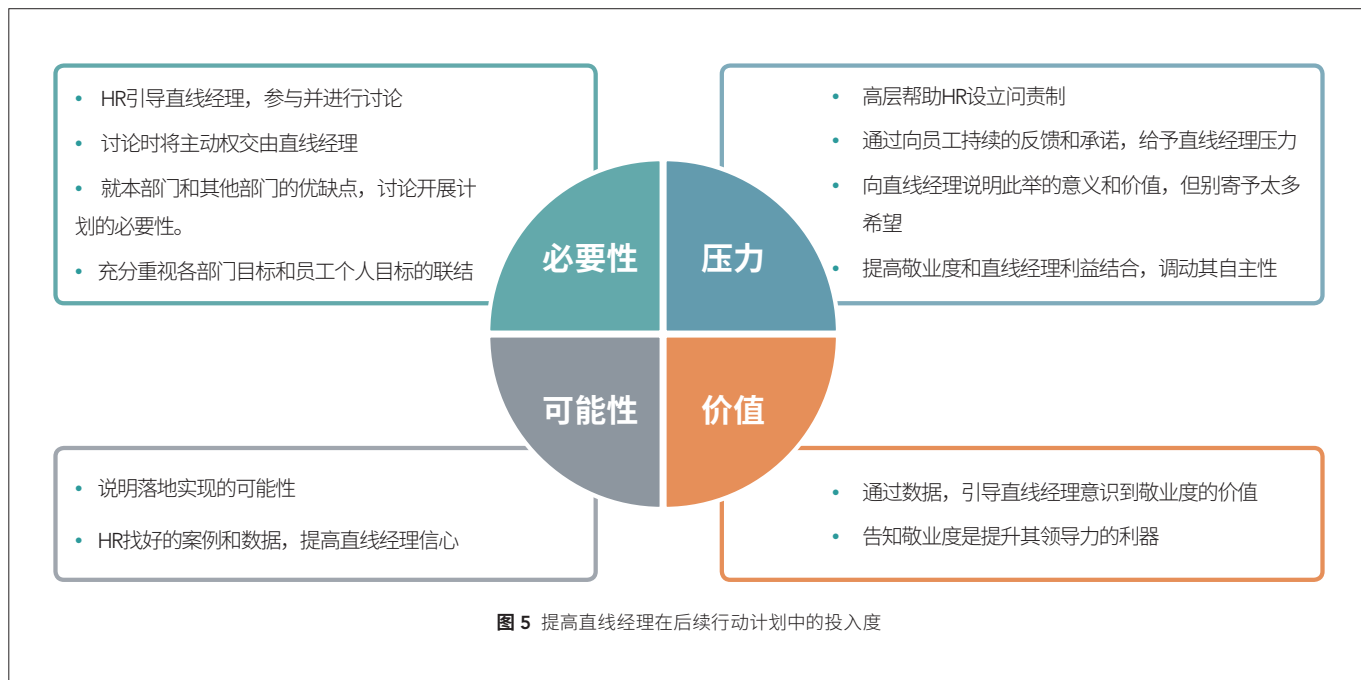 • HR引导直线经理，参与并进行讨论
• 讨论时将主动权交由直线经理
• 就本部门和其他部门的优缺点，讨论开展计
划的必要性。
• 充分重视各部门目标和员工个人目标的联结
• 高层帮助HR设立问责制
• 通过向员工持续的反馈和承诺，给予直线经理压力
• 向直线经理说明此举的意义和价值，但别寄予太多
希望
• 提高敬业度和直线经理利益结合，调动其自主性
必要性
压力
可能性
价值
• 说明落地实现的可能性
• HR找好的案例和数据，提高直线经理信心
• 通过数据，引导直线经理意识到敬业度的价值
• 告知敬业度是提升其领导力的利器
图 5 提高直线经理在后续行动计划中的投入度